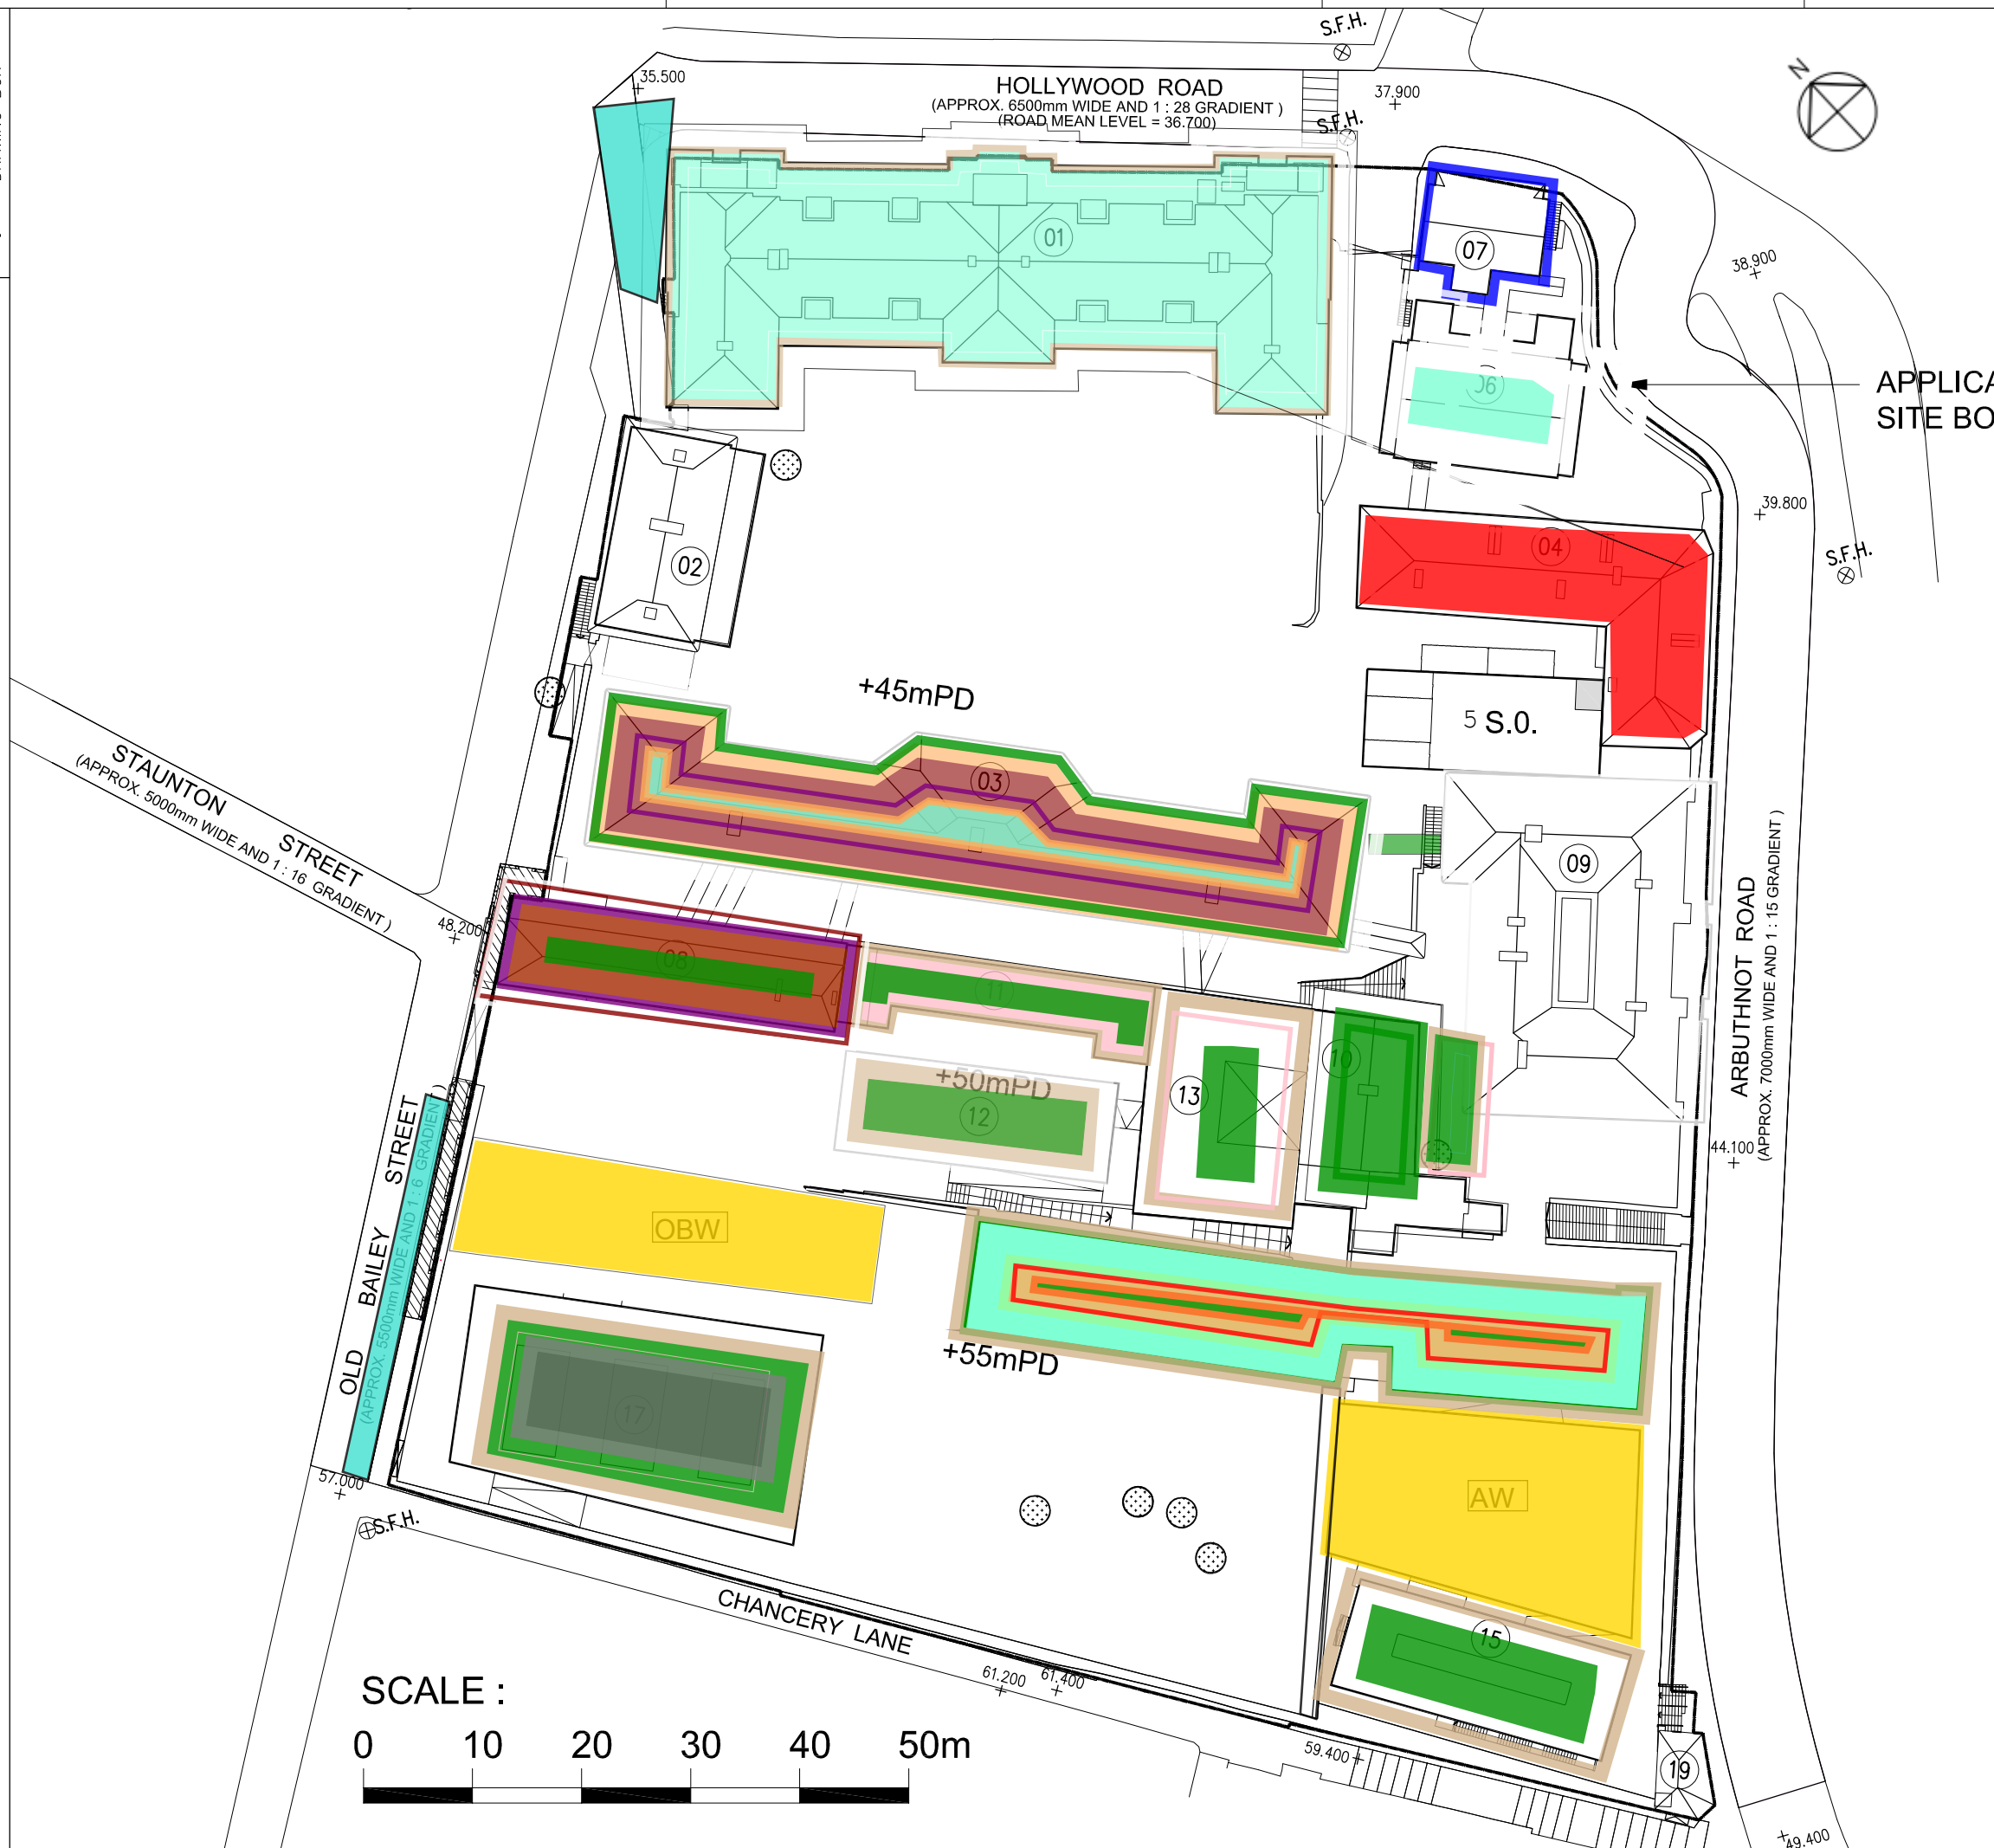 S.F.H.
35.500
HOLLYWOOD ROAD
(APPROX. 6500mm WIDE AND 1 : 28 GRADIENT )
(ROAD MEAN LEVEL = 36.700)
37.900
N
S.F.H.
01
07
38.900
06
APPLICA
SITE BO
39.800
04
S.F.H.
02
+45mPD
5 S.O.
STAUNTON STREET
(APPROX. 5000mm WIDE AND 1 : 16 GRADIENT )
03
09
48.200
08
11
ARBUTHNOT ROAD
(APPROX. 7000mm WIDE AND 1 : 15 GRADIENT )
+50mPD
12
13
10
44.100
OLD BAILEY STREET
(APPROX. 5500mm WIDE AND 1 : 6 GRADIENT )
OBW
+55mPD
17
AW
57.000
S.F.H.
CHANCERY LANE
15
61.200
61.400
59.400
19
49.400
SCALE :
0 10 20 30 40 50m